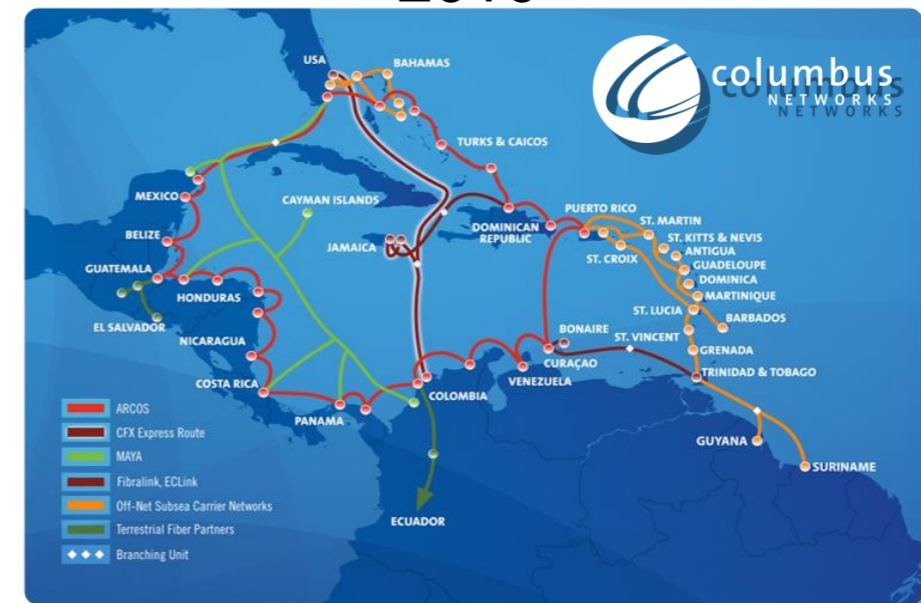 USA
BAHAMAS
columbus
NETWORKS
TURKS & CAICOS
MEXICO
CAYMAN ISLANDS
PUERTO RICO
ST. MARTIN
BELIZE
JAMAICA
DOMINICAN
REPUBLIC
ST. KITTS & NEVIS
ANTIGUA
ST. CROIX
GUADELOUPE
GUATEMALA
DOMINICA
HONDURAS
MARTINIQUE
ST. LUCIA
BARBADOS
EL SALVADOR
BONAIRE
ST. VINCENT
NICARAGUA
GRENADA
CURAÇAO
TRINIDAD & TOBAGO
COSTA RICA
VENEZUELA
COLOMBIA
PANAMA
GUYANA
SURINAME
ECUADOR
ARCOS
CFX Express Route
MAYA
Fibralink, ECLink
Off-Net Subsea Carrier Networks
Terrestrial Fiber Partners
Branching Unit